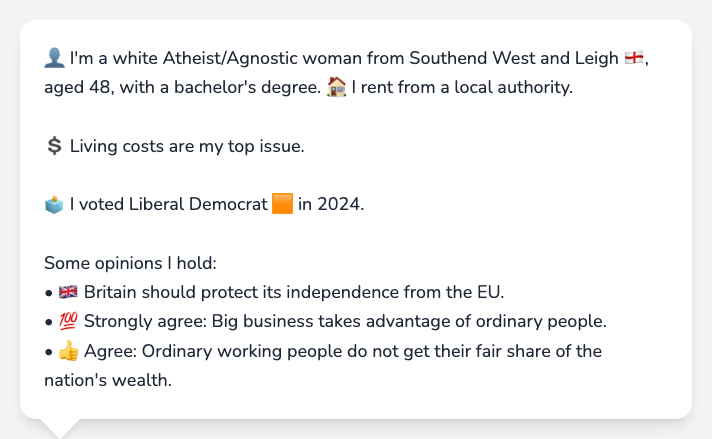 👤 I'm a white Atheist/Agnostic woman from Southend West and Leigh 🏴󠁧󠁢󠁥󠁮󠁧󠁿,
aged 48, with a bachelor's degree. 🏠 I rent from a local authority.
💲 Living costs are my top issue.
🗳️ I voted Liberal Democrat 🟧 in 2024.
Some opinions I hold:
• 🇬🇧 Britain should protect its independence from the EU.
• 💯 Strongly agree: Big business takes advantage of ordinary people.
• 👍 Agree: Ordinary working people do not get their fair share of the
nation's wealth.